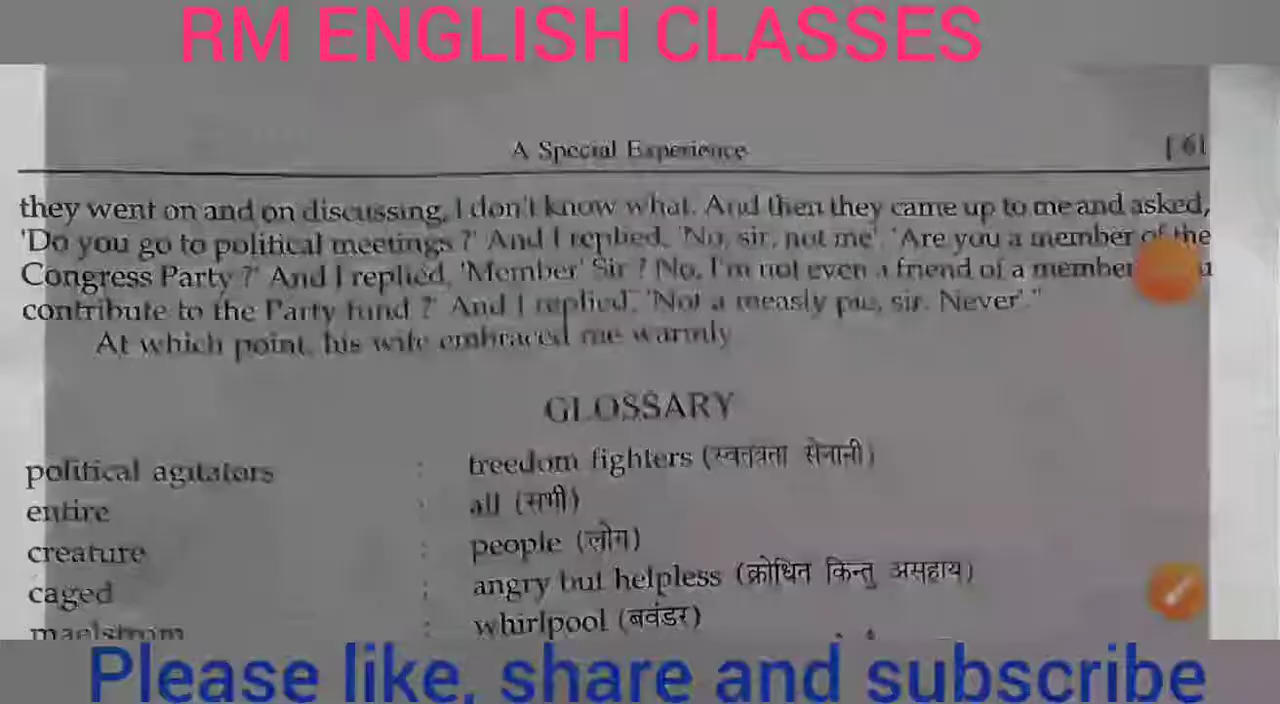 RM ENGLISH CLASSES
A Special Experience [ 61
they went on and on discussing, I don't know what. And then they came up to me and asked,
'Do you go to political meetings ?' And I replied, 'No, sir, not me'. 'Are you a member of the
Congress Party ?' And I replied, 'Member' Sir ? No, I'm not even a friend of a member
contribute to the Party fund ?' And I replied, 'Not a measly pie, sir. Never'."
At which point, his wife embraced me warmly
GLOSSARY
political agitators : freedom fighters (स्वतंत्रता सेनानी)
entire : all (सभी)
creature : people (लोग)
caged : angry but helpless (क्रोधित किन्तु असहाय)
maelstrom : whirlpool (बवंडर)
Please like, share and subscribe